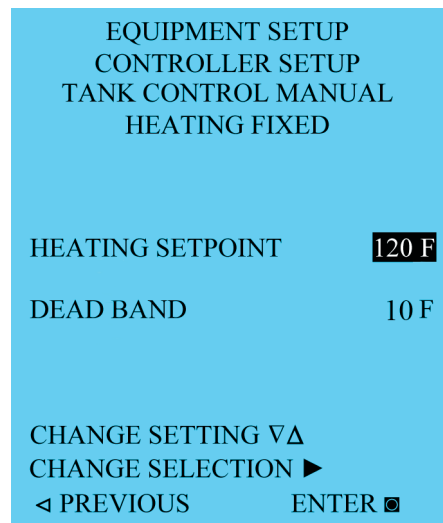 EQUIPMENT SETUP
CONTROLLER SETUP
TANK CONTROL MANUAL
HEATING FIXED
HEATING SETPOINT 120 F
DEAD BAND 10 F
CHANGE SETTING ∇Δ
CHANGE SELECTION ►
⊲ PREVIOUS ENTER ◙